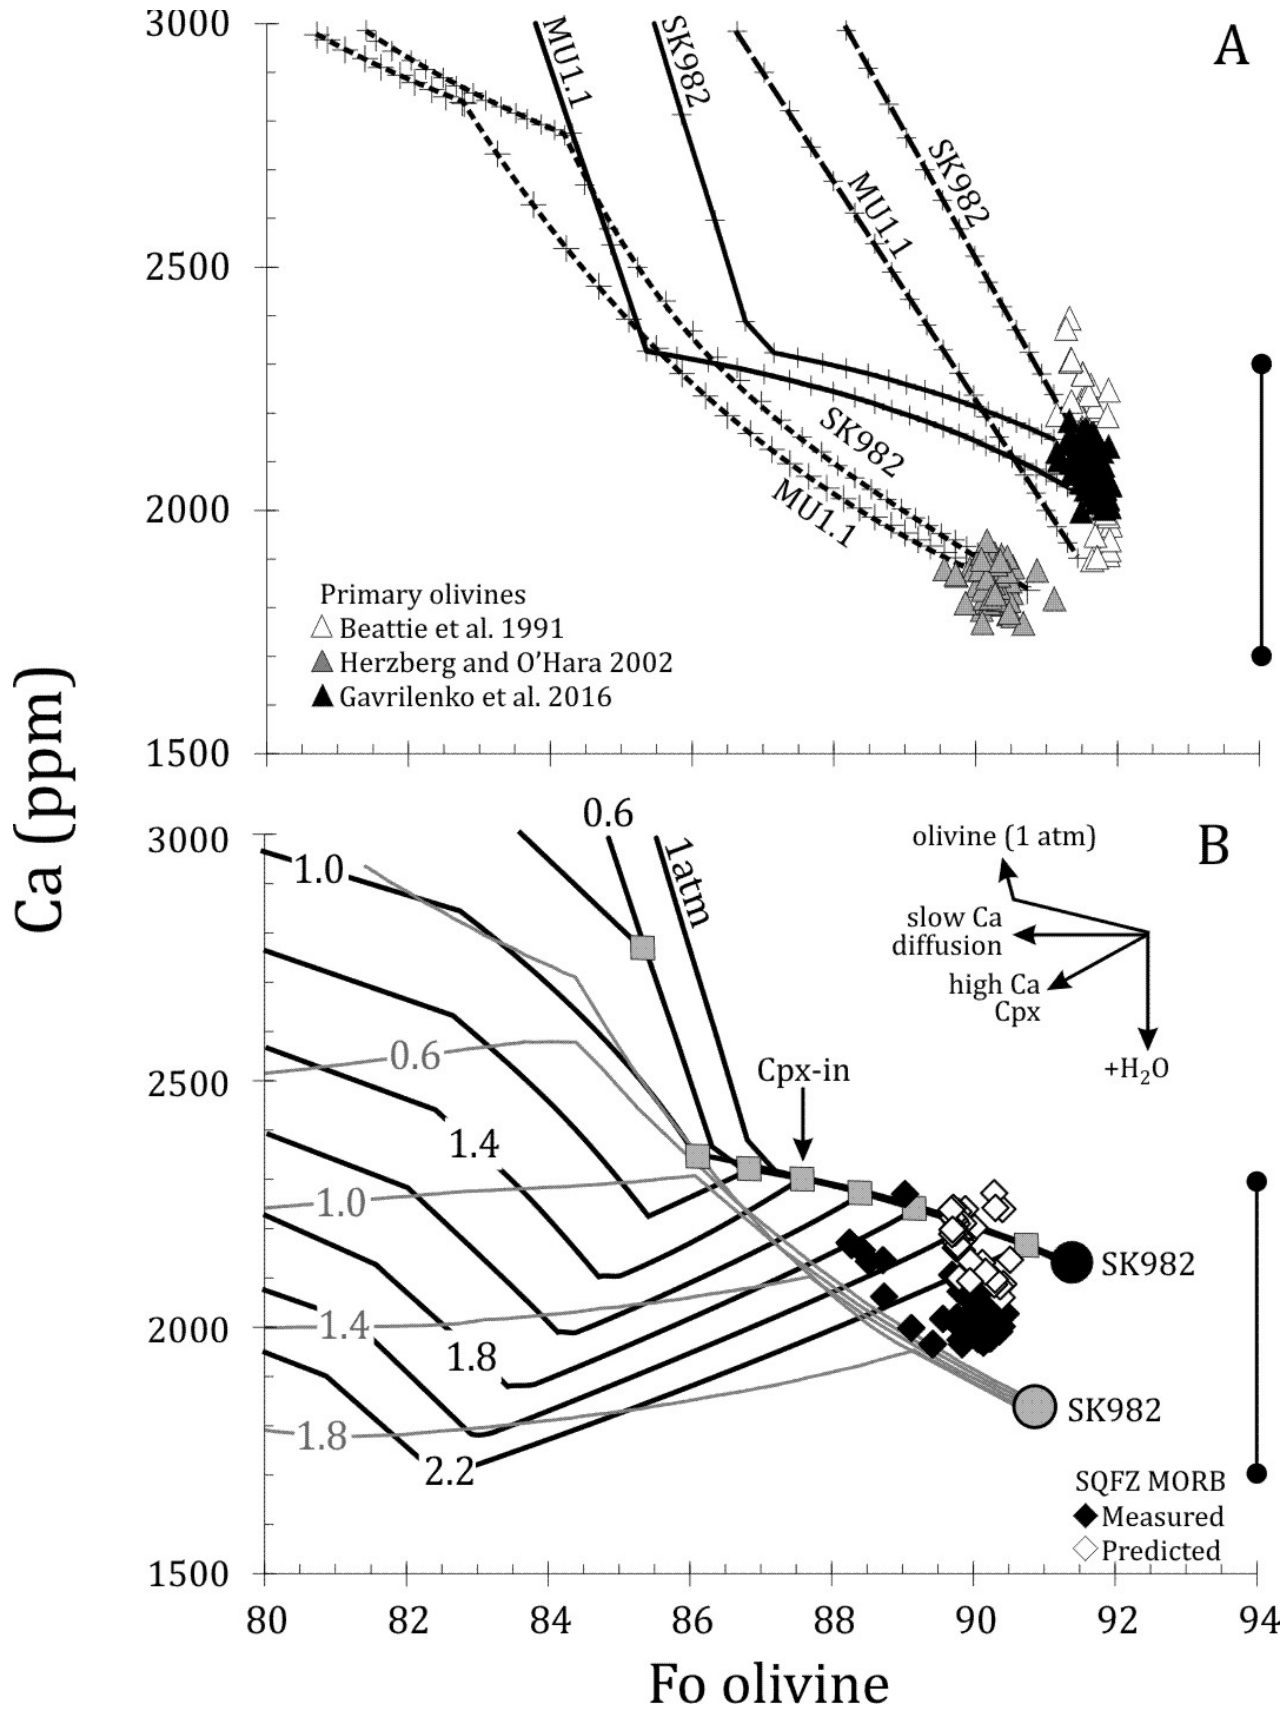 3000
A
MU1.1
SK982
SK982
MU1.1
2500
SK982
MU1.1
2000
Primary olivines
Beattie et al. 1991
Herzberg and O'Hara 2002
Gavrilenko et al. 2016
1500
Ca (ppm)
0.6
3000
olivine (1 atm)
B
1.0
1atm
slow Ca
diffusion
high Ca
Cpx
+H₂O
0.6
2500
Cpx-in
1.4
1.0
SK982
1.4
2000
1.8
SK982
1.8
2.2
SQFZ MORB
Measured
Predicted
1500
80 82 84 86 88 90 92 94
Fo olivine